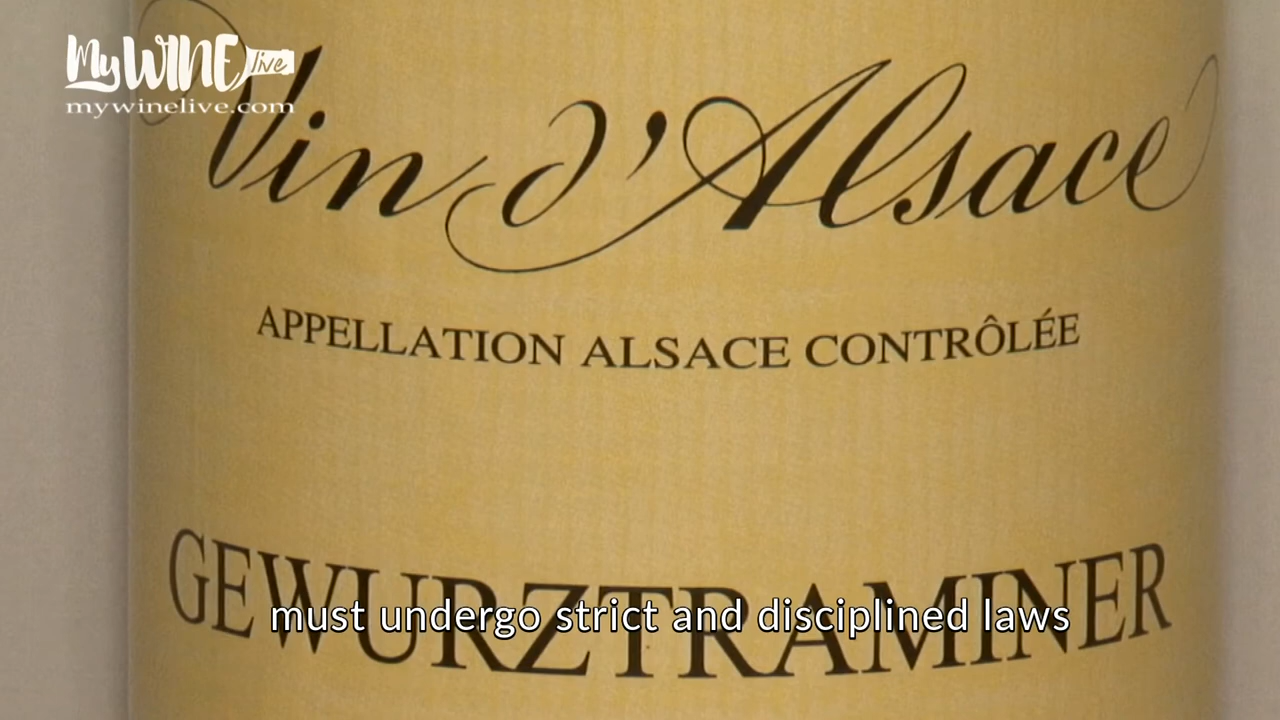 MyWINE live
mywinelive.com
Vin d'Alsace
APPELLATION ALSACE CONTRÔLÉE
GEWURZTRAMINER
must undergo strict and disciplined laws